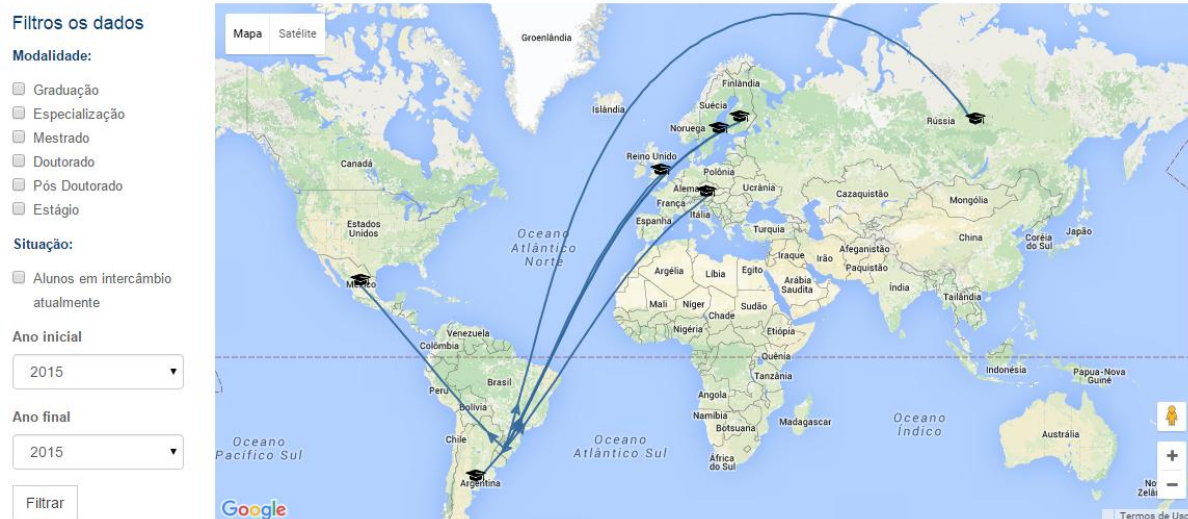 Filtros os dados
Modalidade:
Graduação
Especialização
Mestrado
Doutorado
Pós Doutorado
Estágio
Situação:
Alunos em intercâmbio
atualmente
Ano inicial
2015
Ano final
2015
Filtrar
Mapa
Satélite
Groenlândia
Islândia
Finlândia
Suécia
Noruega
Rússia
Reino Unido
Polônia
Alema
Ucrânia
França
Espanha
Itália
Turquia
Cazaquistão
Mongólia
China
Coréia
do Sul
Japão
Afeganistão
Paquistão
Iraque
Irão
Canadá
Estados
Unidos
México
Oceano
Atlântico
Norte
Argélia
Líbia
Egito
Arábia
Saudita
Índia
Tailândia
Mali
Níger
Chade
Sudão
Nigéria
Etiópia
Venezuela
Colômbia
Quênia
Tanzânia
Indonésia
Papua-Nova
Guiné
Peru
Brasil
Bolívia
Angola
Namíbia
Botsuana
Madagascar
Chile
Argentina
Oceano
Pacífico Sul
Oceano
Atlântico Sul
África
do Sul
Oceano
Índico
Austrália
No
Zelâ
+
−
Google
Termos de Uso